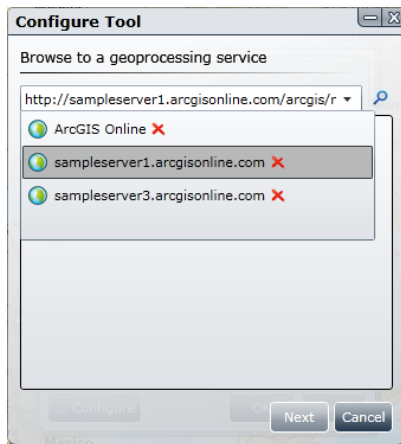 Configure Tool
Browse to a geoprocessing service
http://sampleserver1.arcgisonline.com/arcgis/r
ArcGIS Online
sampleserver1.arcgisonline.com
sampleserver3.arcgisonline.com
Configure
Next
Cancel
Mexico